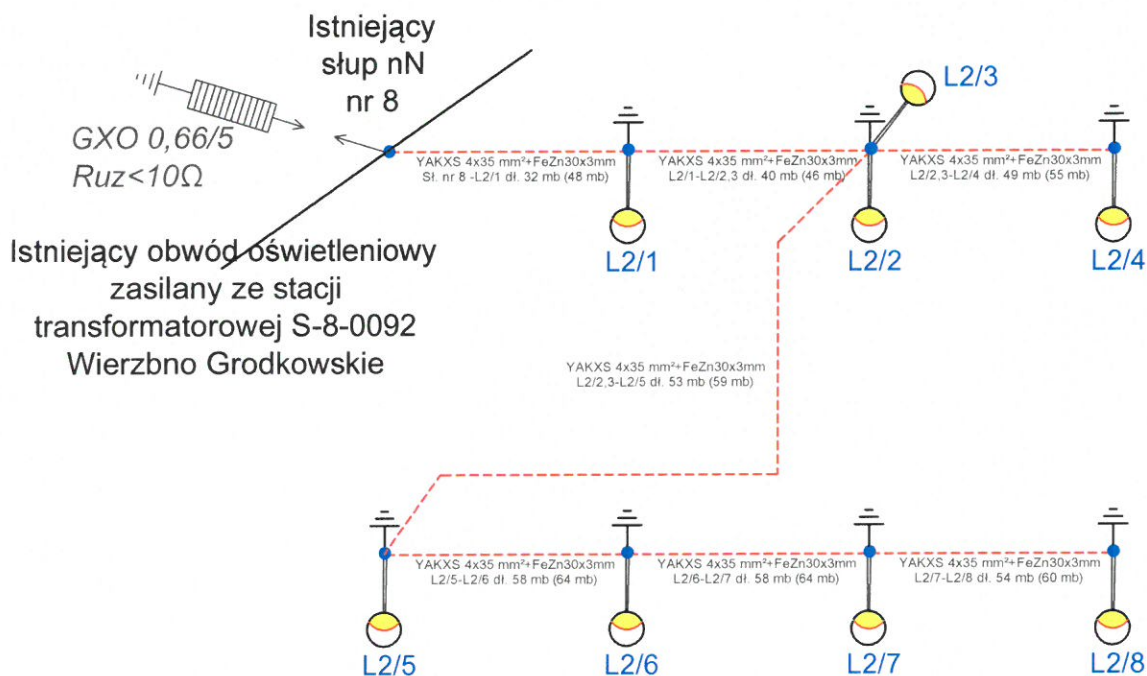 Istniejący
słup nN
nr 8
GXO 0,66/5
Ruz<10Ω
Istniejący obwód oświetleniowy
zasilany ze stacji
transformatorowej S-8-0092
Wierzbno Grodkowskie
L2/3
YAKXS 4x35 mm²+FeZn30x3mm
Sł. nr 8 -L2/1 dł. 32 mb (48 mb)
YAKXS 4x35 mm²+FeZn30x3mm
L2/1-L2/2,3 dł. 40 mb (46 mb)
YAKXS 4x35 mm²+FeZn30x3mm
L2/2,3-L2/4 dł. 49 mb (55 mb)
L2/1
L2/2
L2/4
YAKXS 4x35 mm²+FeZn30x3mm
L2/2,3-L2/5 dł. 53 mb (59 mb)
YAKXS 4x35 mm²+FeZn30x3mm
L2/5-L2/6 dł. 58 mb (64 mb)
YAKXS 4x35 mm²+FeZn30x3mm
L2/6-L2/7 dł. 58 mb (64 mb)
YAKXS 4x35 mm²+FeZn30x3mm
L2/7-L2/8 dł. 54 mb (60 mb)
L2/5
L2/6
L2/7
L2/8